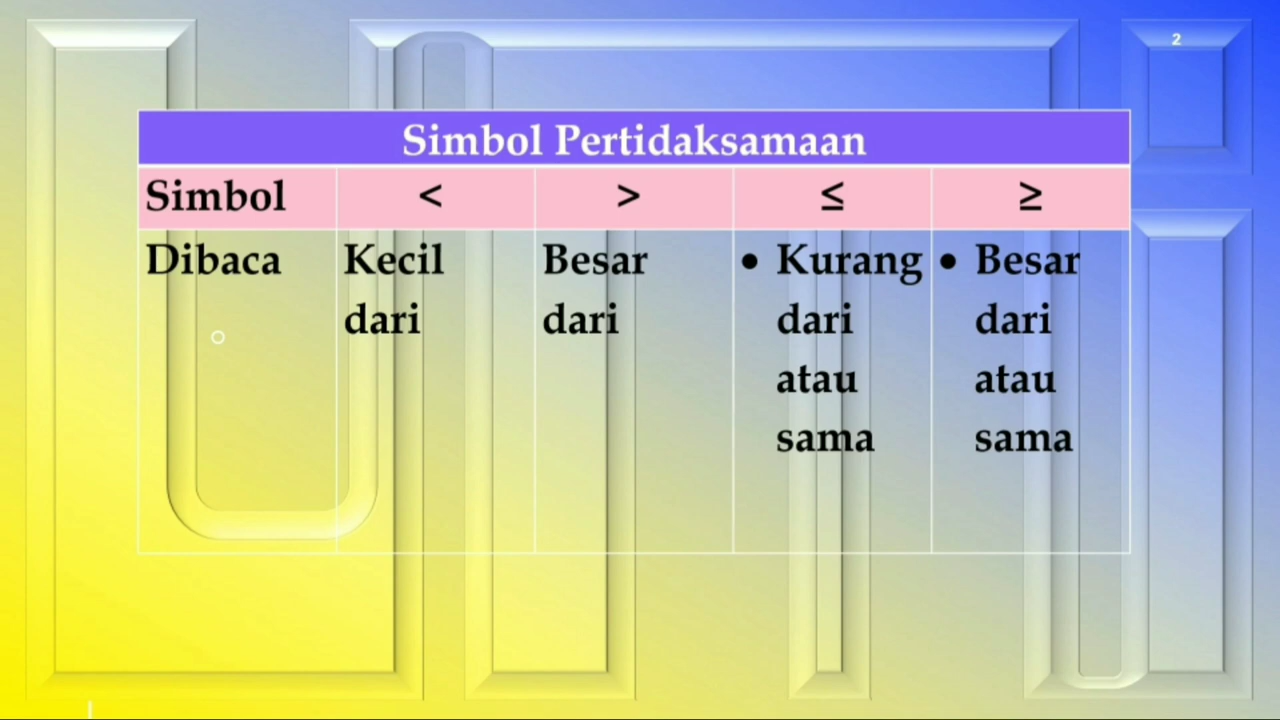 2
Simbol Pertidaksamaan
Simbol < > ≤ ≥
Dibaca Kecil Besar • Kurang • Besar
dari dari dari dari
atau atau
sama sama